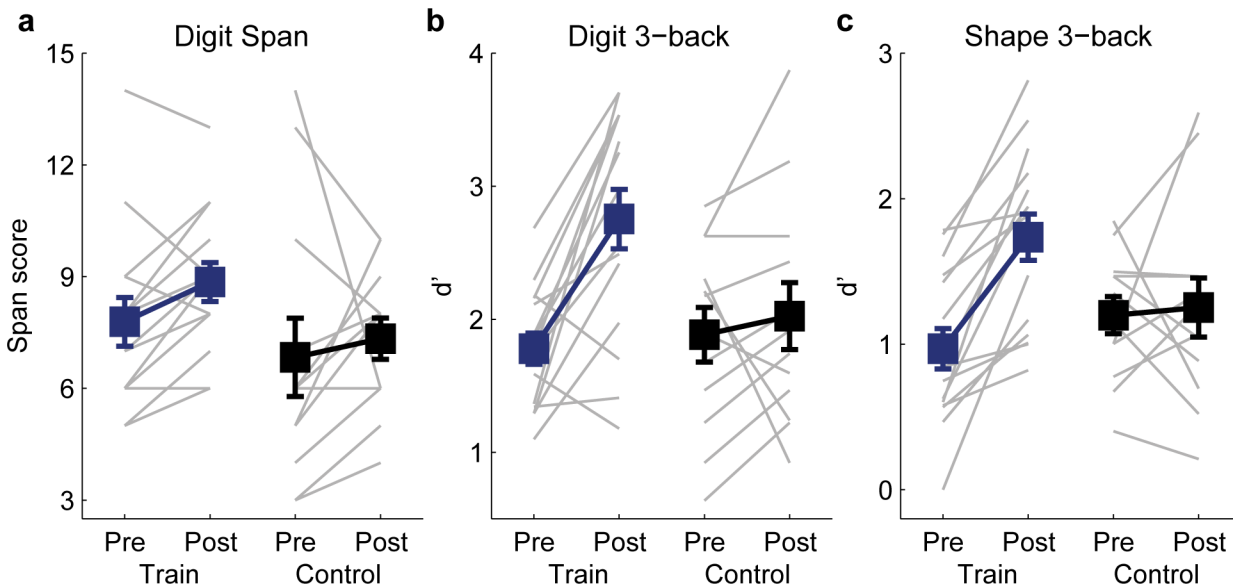 a
Digit Span
Span score
15
12
9
6
3
Pre Post Pre Post
Train Control
b
Digit 3−back
d’
4
3
2
1
Pre Post Pre Post
Train Control
c
Shape 3−back
d’
3
2
1
0
Pre Post Pre Post
Train Control